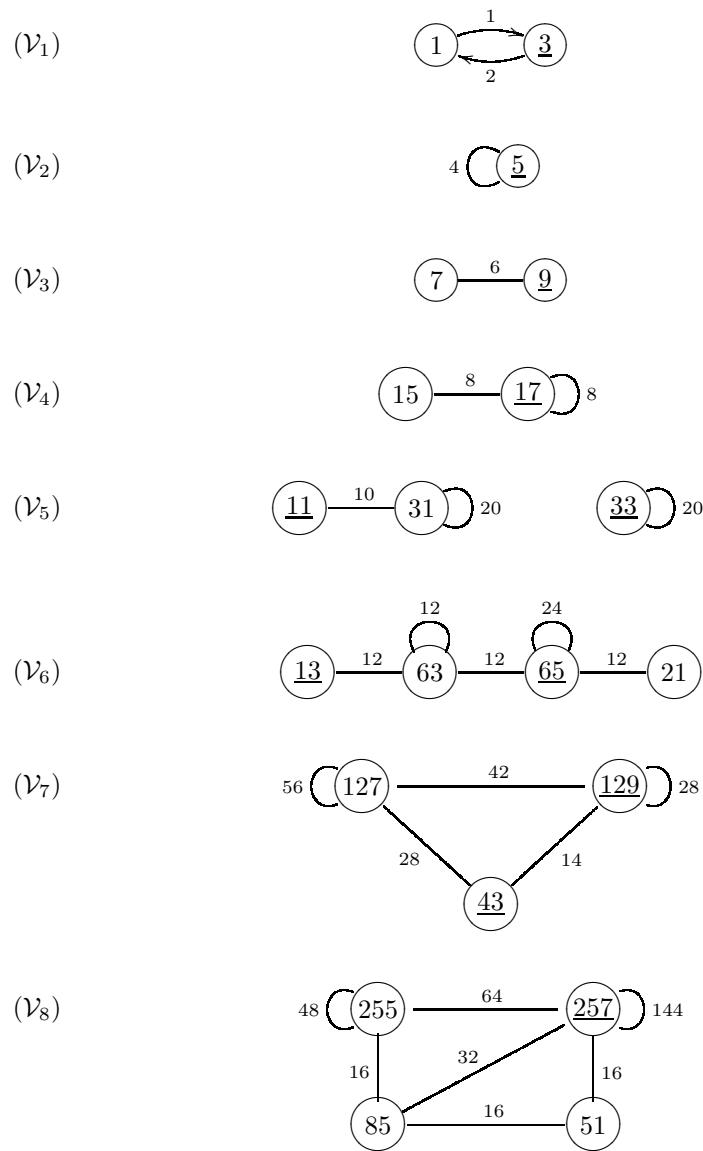 1
(𝒱₁) 1 3
2
(𝒱₂) 4 5
6
(𝒱₃) 7 9
8
(𝒱₄) 15 17 8
10
(𝒱₅) 11 31 20 33 20
12 24
12 12 12
(𝒱₆) 13 63 65 21
42
(𝒱₇) 56 127 129 28
28 14
43
64
(𝒱₈) 48 255 257 144
16 32 16
16
85 51